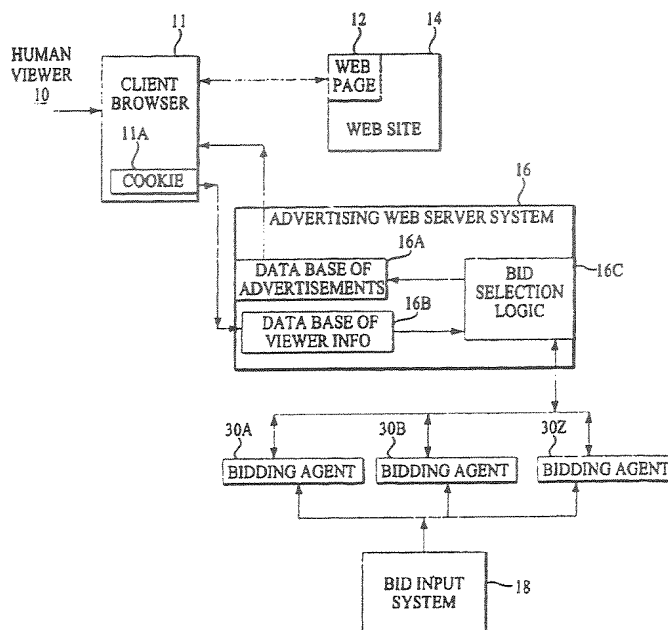 11
12
14
HUMAN
VIEWER
10
CLIENT
BROWSER
WEB
PAGE
WEB SITE
11A
COOKIE
16
ADVERTISING WEB SERVER SYSTEM
16A
DATA BASE OF
ADVERTISEMENTS
BID
SELECTION
LOGIC
16C
16B
DATA BASE OF
VIEWER INFO
30A
30B
30Z
BIDDING AGENT
BIDDING AGENT
BIDDING AGENT
BID INPUT
SYSTEM
18